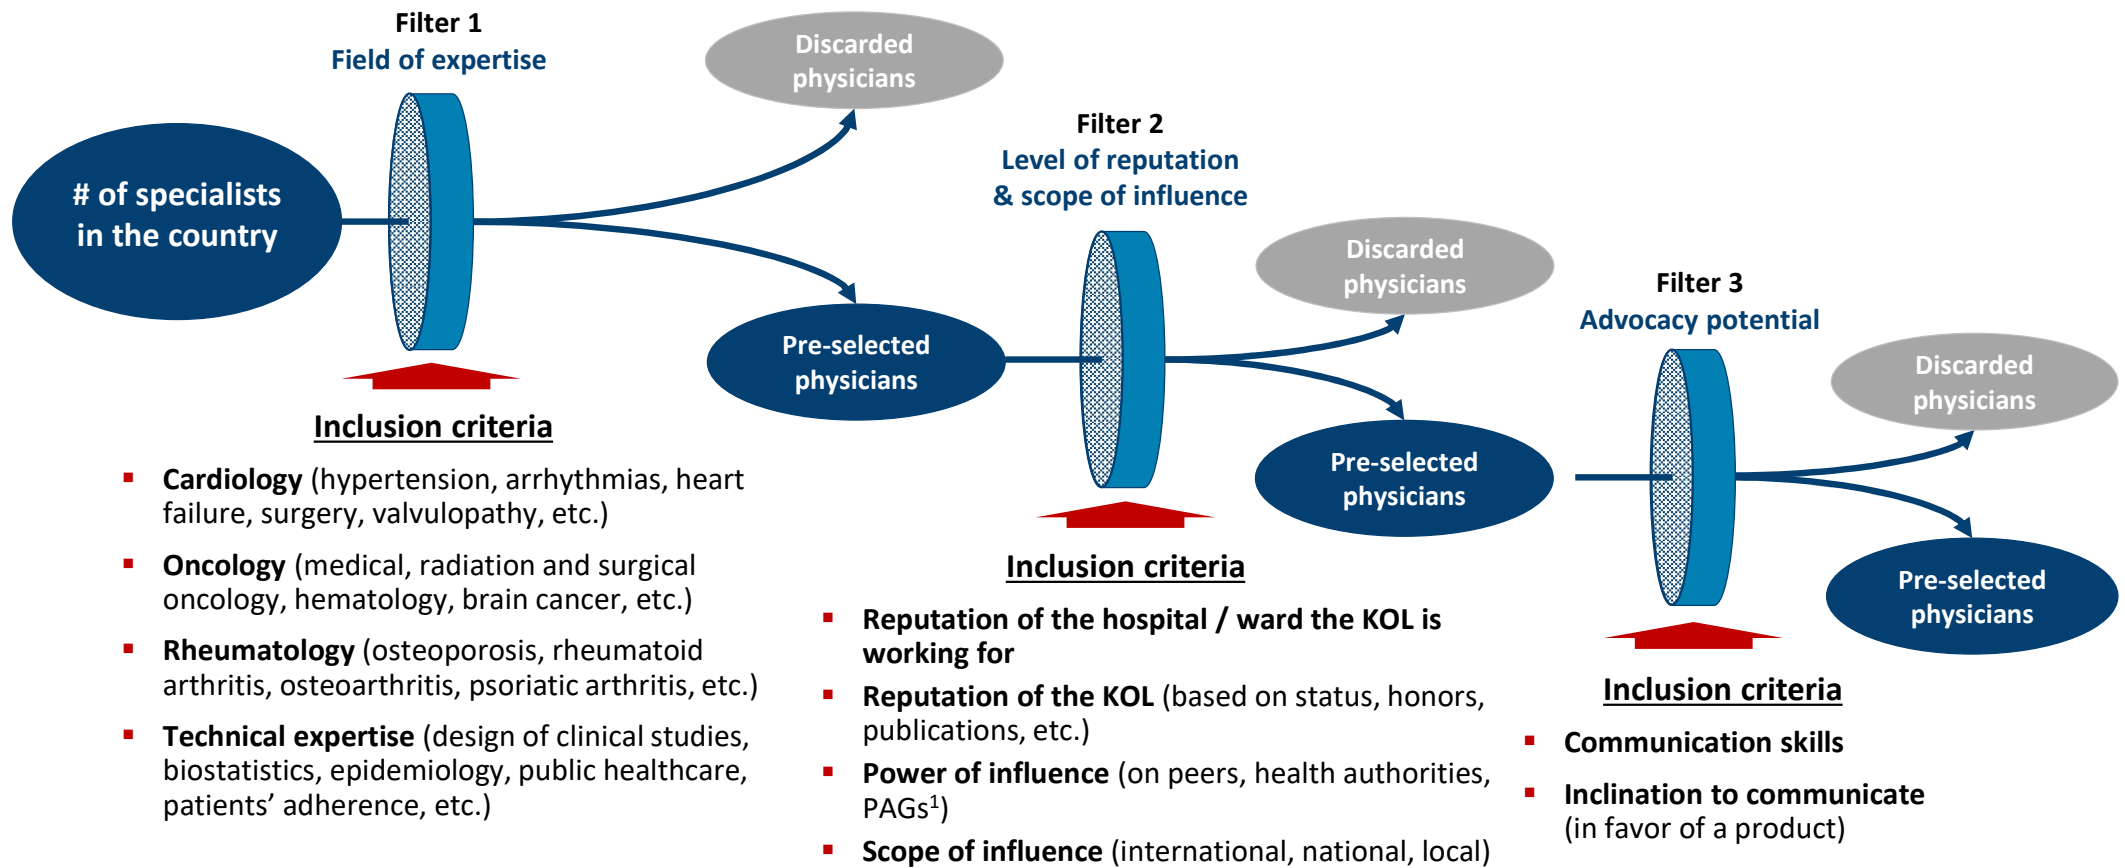 Filter 1
Field of expertise
Discarded
physicians
# of specialists
in the country
Pre-selected
physicians
Inclusion criteria
▪ Cardiology (hypertension, arrhythmias, heart
failure, surgery, valvulopathy, etc.)
▪ Oncology (medical, radiation and surgical
oncology, hematology, brain cancer, etc.)
▪ Rheumatology (osteoporosis, rheumatoid
arthritis, osteoarthritis, psoriatic arthritis, etc.)
▪ Technical expertise (design of clinical studies,
biostatistics, epidemiology, public healthcare,
patients’ adherence, etc.)
Filter 2
Level of reputation
& scope of influence
Discarded
physicians
Pre-selected
physicians
Inclusion criteria
▪ Reputation of the hospital / ward the KOL is
working for
▪ Reputation of the KOL (based on status, honors,
publications, etc.)
▪ Power of influence (on peers, health authorities,
PAGs¹)
▪ Scope of influence (international, national, local)
Filter 3
Advocacy potential
Discarded
physicians
Pre-selected
physicians
Inclusion criteria
▪ Communication skills
▪ Inclination to communicate
(in favor of a product)